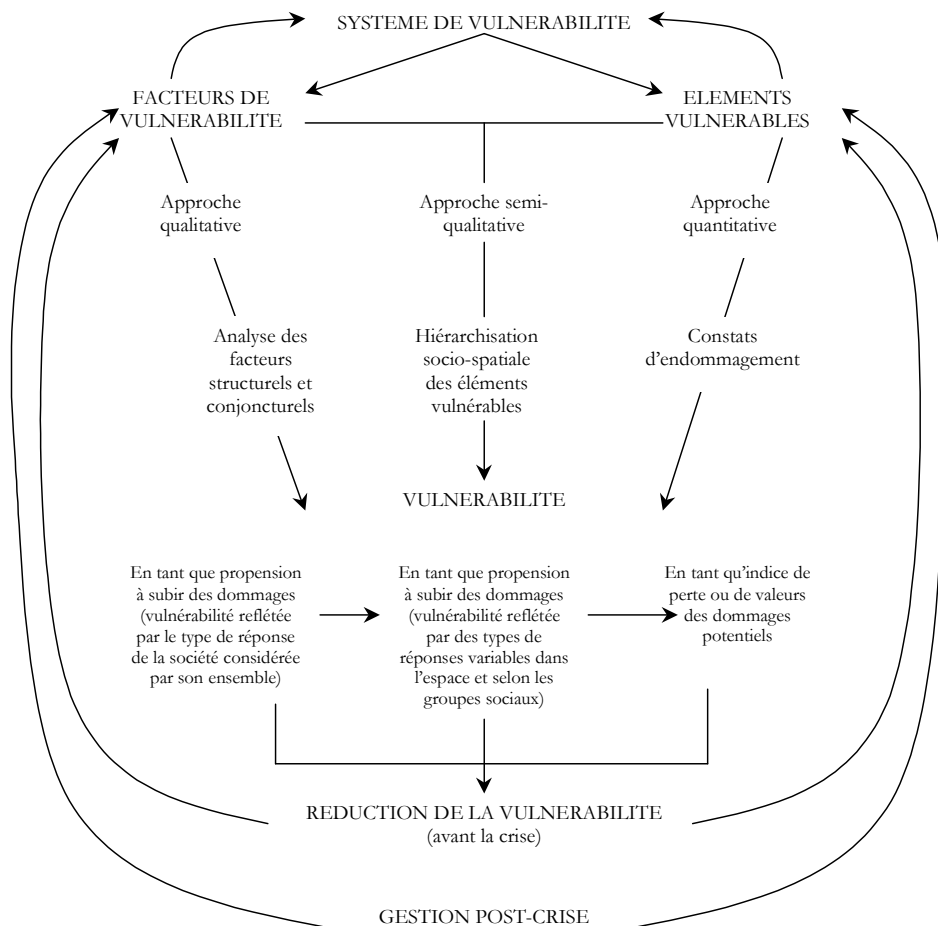 SYSTEME DE VULNERABILITE
FACTEURS DE
VULNERABILITE
ELEMENTS
VULNERABLES
Approche
qualitative
Approche semi-
qualitative
Approche
quantitative
Analyse des
facteurs
structurels et
conjoncturels
Hiérarchisation
socio-spatiale
des éléments
vulnérables
Constats
d'endommagement
VULNERABILITE
En tant que propension
à subir des dommages
(vulnérabilité reflétée
par le type de réponse
de la société considérée
par son ensemble)
En tant que propension
à subir des dommages
(vulnérabilité reflétée
par des types de
réponses variables dans
l'espace et selon les
groupes sociaux)
En tant qu'indice de
perte ou de valeurs
des dommages
potentiels
REDUCTION DE LA VULNERABILITE
(avant la crise)
GESTION POST-CRISE